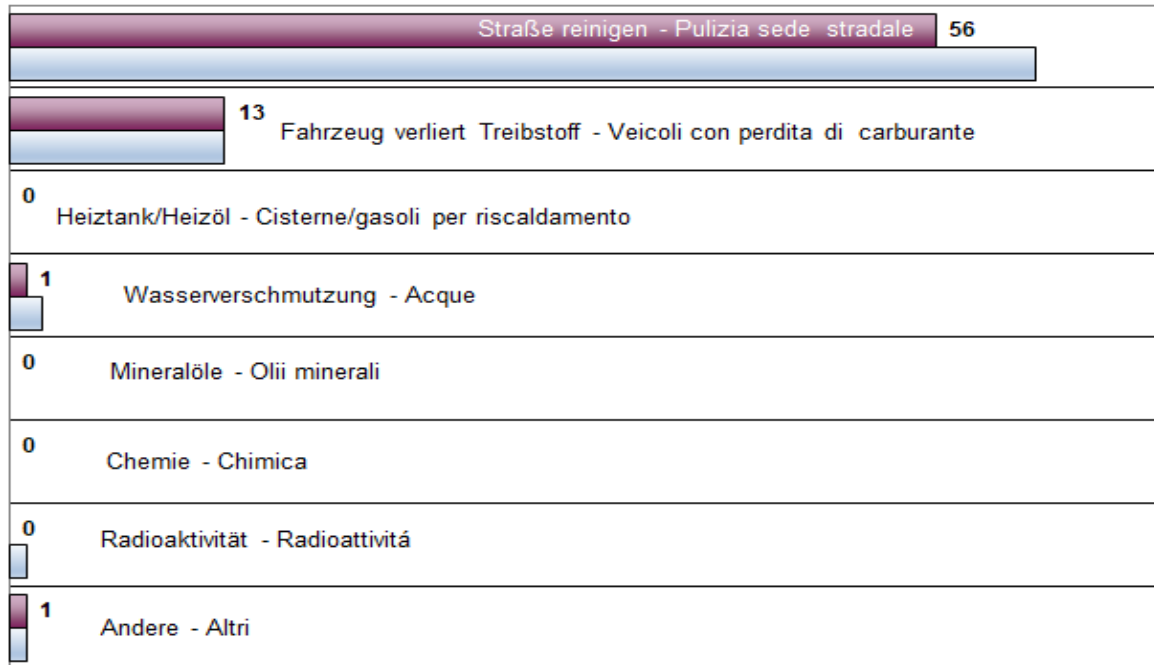 Straße reinigen - Pulizia sede stradale 56
13
Fahrzeug verliert Treibstoff - Veicoli con perdita di carburante
0
Heiztank/Heizöl - Cisterne/gasoli per riscaldamento
1
Wasserverschmutzung - Acque
0
Mineralöle - Olii minerali
0
Chemie - Chimica
0
Radioaktivität - Radioattivitá
1
Andere - Altri